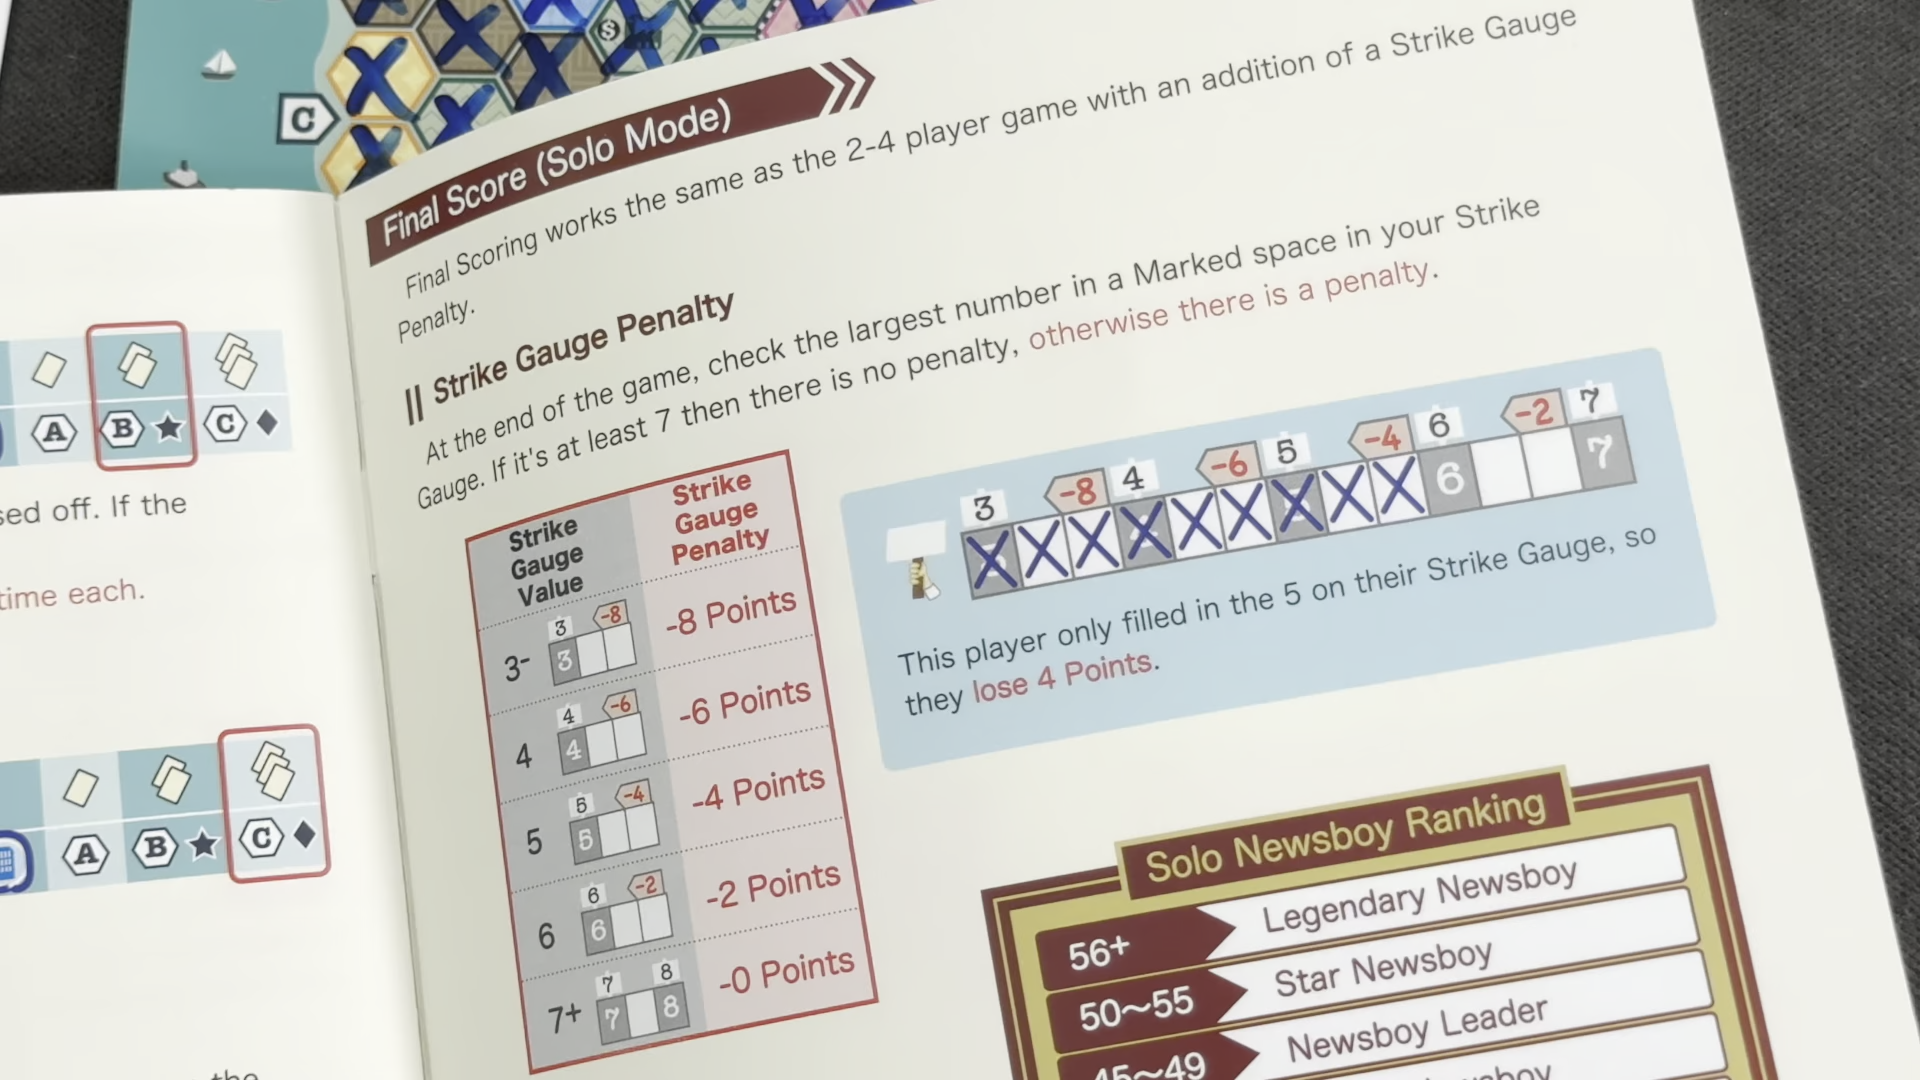 C
Final Score (Solo Mode)
Final Scoring works the same as the 2-4 player game with an addition of a Strike Gauge
Penalty.
Strike Gauge Penalty
At the end of the game, check the largest number in a Marked space in your Strike
Gauge. If it's at least 7 then there is no penalty, otherwise there is a penalty.
A B C
sed off. If the
time each.
A B C
Strike
Gauge
Value
Strike
Gauge
Penalty
3- 3 -8 3 -8 Points
4 4 -6 4 -6 Points
5 5 -4 5 -4 Points
6 6 -2 6 -2 Points
7+ 7 8 7 8 -0 Points
3 -8 4 -6 5 -4 6 -2 7
6 7
This player only filled in the 5 on their Strike Gauge, so
they lose 4 Points.
Solo Newsboy Ranking
56+ Legendary Newsboy
50~55 Star Newsboy
45~49 Newsboy Leader